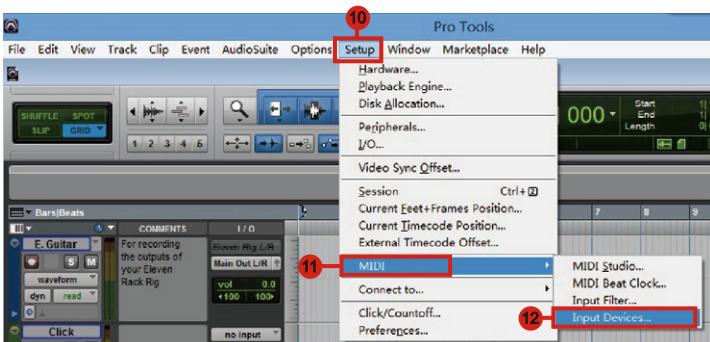 10
Pro Tools
File Edit View Track Clip Event AudioSuite Options Setup Window Marketplace Help
Hardware...
Playback Engine...
Disk Allocation...
Peripherals...
I/O...
Video Sync Offset...
Session Ctrl+2
Current Feet+Frames Position...
Current Timecode Position...
External Timecode Offset...
11
MIDI
Connect to...
Click/Countoff...
Preferences...
MIDI Studio...
MIDI Beat Clock...
Input Filter...
12
Input Devices...
SHUFFLE SPOT
SLIP GRID
1 2 3 4 5
000
Start
End
Length
Bars|Beats
7 8 9
COMMENTS I/O
E. Guitar
S M
waveform
dyn read
For recording
the outputs of
your Eleven
Rack Rig
Eleven Rig L/R
Main Out L/R
vol 0.0
100 100
Click
no input